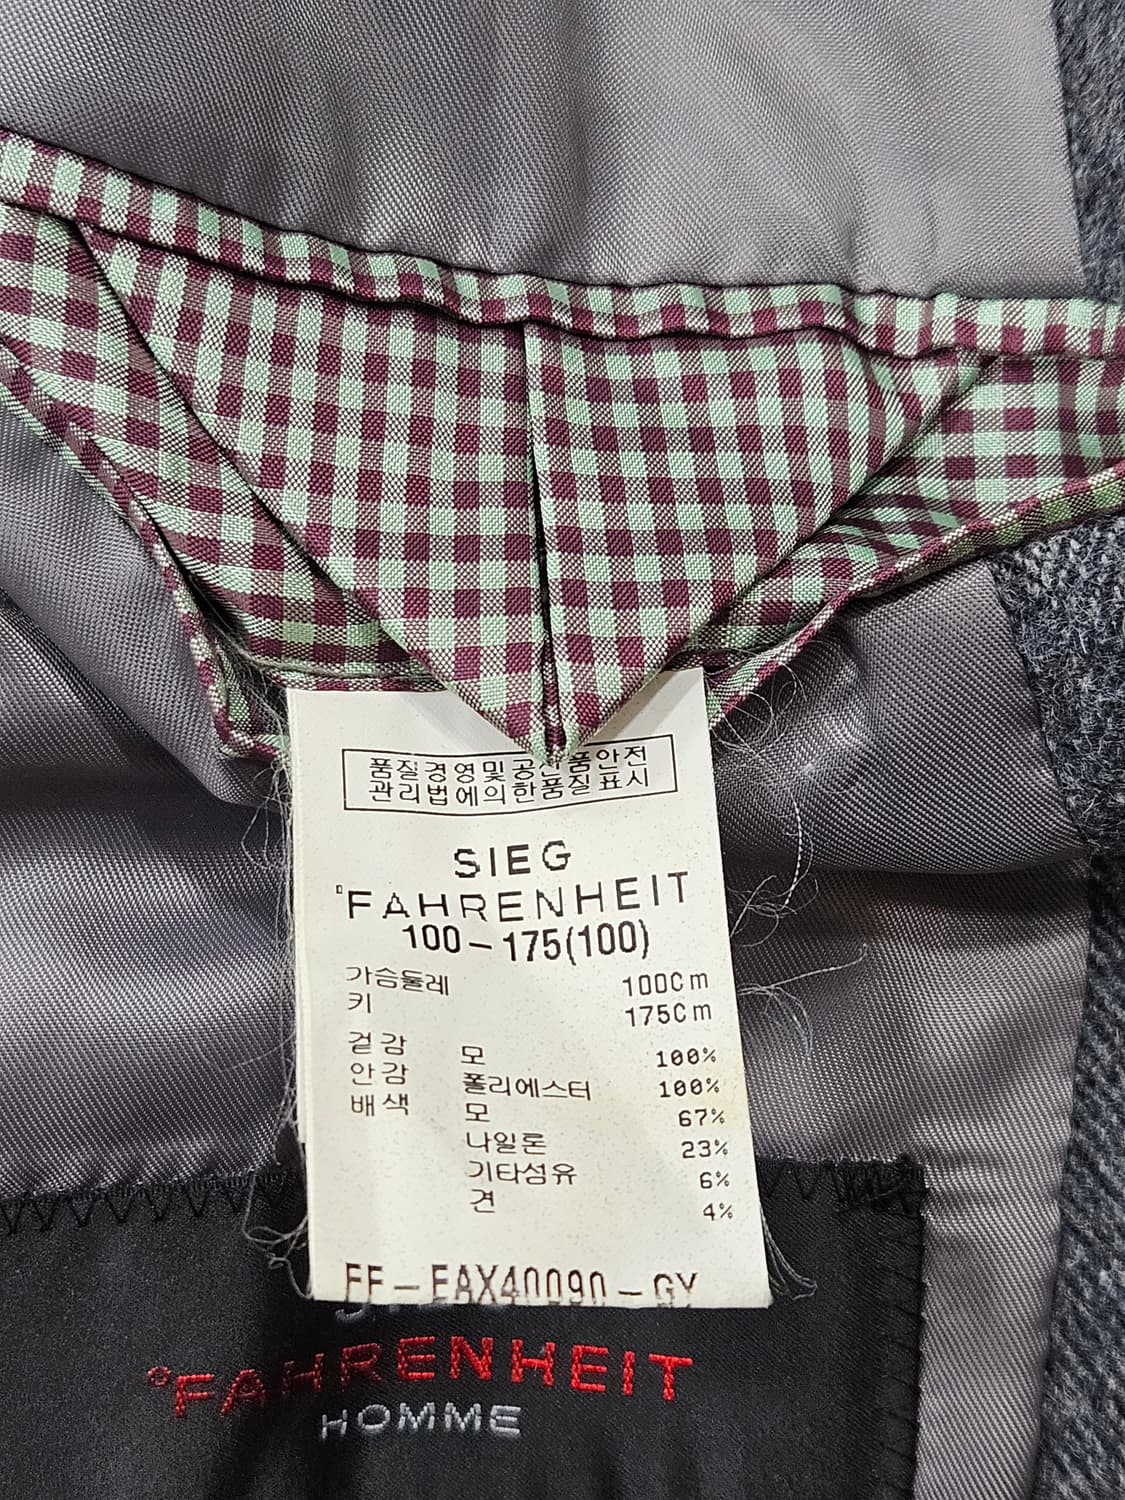 품질경영및공산품안전
관리법에의한품질표시
SIEG
°FAHRENHEIT
100-175(100)
가슴둘레 100Cm
키 175Cm
겉감 모 100%
안감 폴리에스터 100%
배색 모 67%
나일론 23%
기타섬유 6%
견 4%
FF-EAX40090-GY
°FAHRENHEIT
HOMME